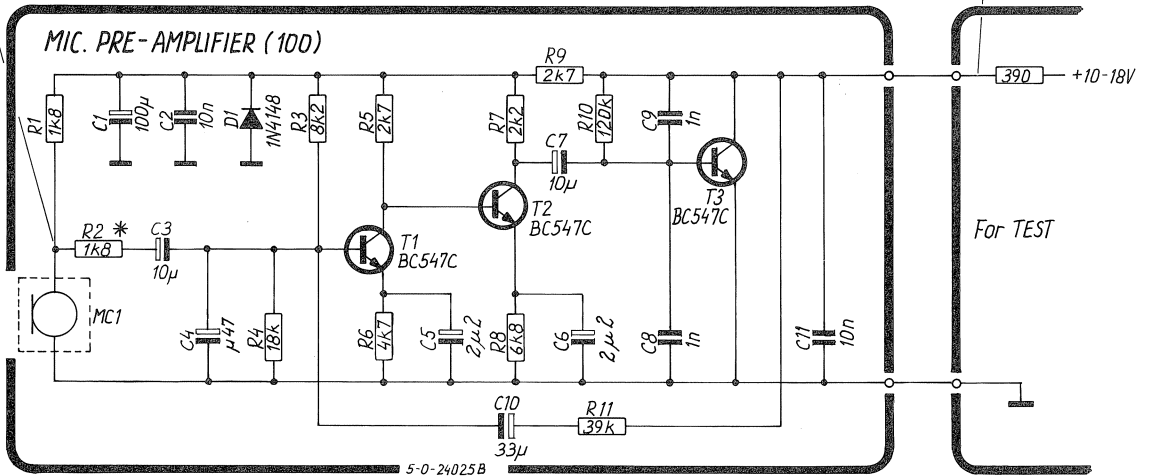 MIC. PRE-AMPLIFIER (100)
R9
2k7
390
+10-18V
R1
1k8
C1
100µ
C2
10n
D1
1N4148
R3
8k2
R5
2k7
R7
2k2
C7
10µ
R10
120k
C9
1n
T3
BC547C
T2
BC547C
R2 *
1k8
C3
10µ
T1
BC547C
For TEST
MC1
C4
µ47
R4
18k
R6
4k7
C5
2µ2
R8
6k8
C6
2µ2
C8
1n
C11
10n
C10
33µ
R11
39k
5-0-24025B